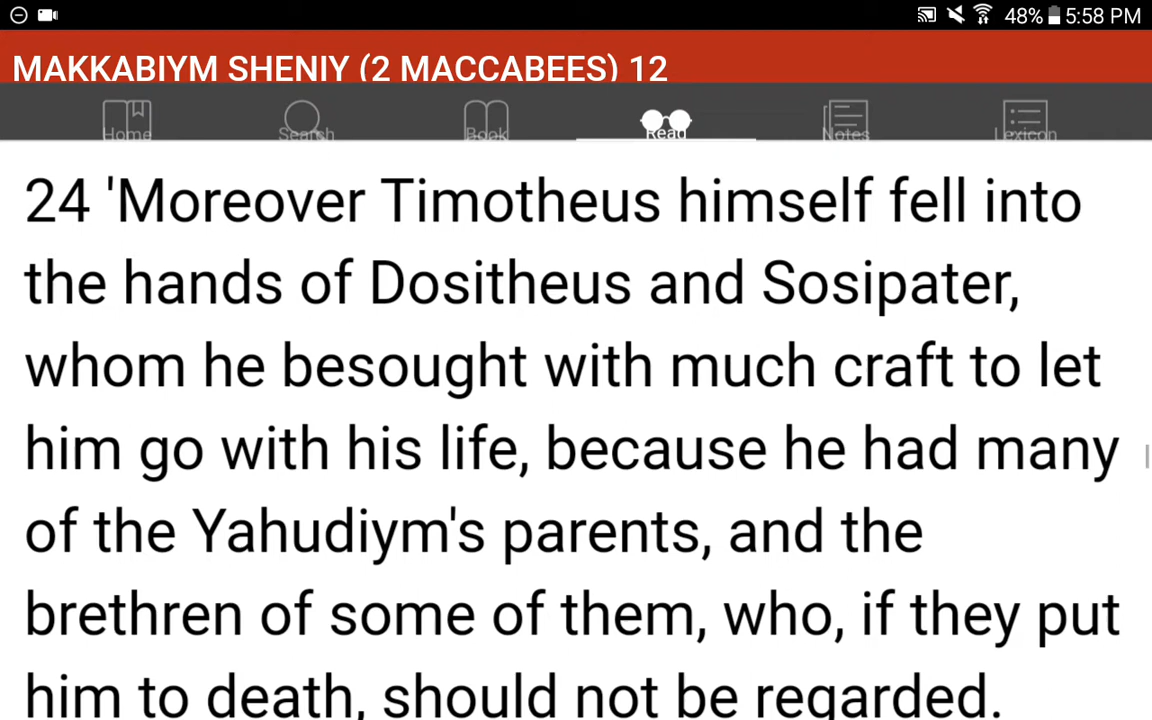 48% 5:58 PM
MAKKABIYM SHENIY (2 MACCABEES) 12
Home Search Book Read Notes Lexicon
24 'Moreover Timotheus himself fell into
the hands of Dositheus and Sosipater,
whom he besought with much craft to let
him go with his life, because he had many
of the Yahudiym's parents, and the
brethren of some of them, who, if they put
him to death, should not be regarded.